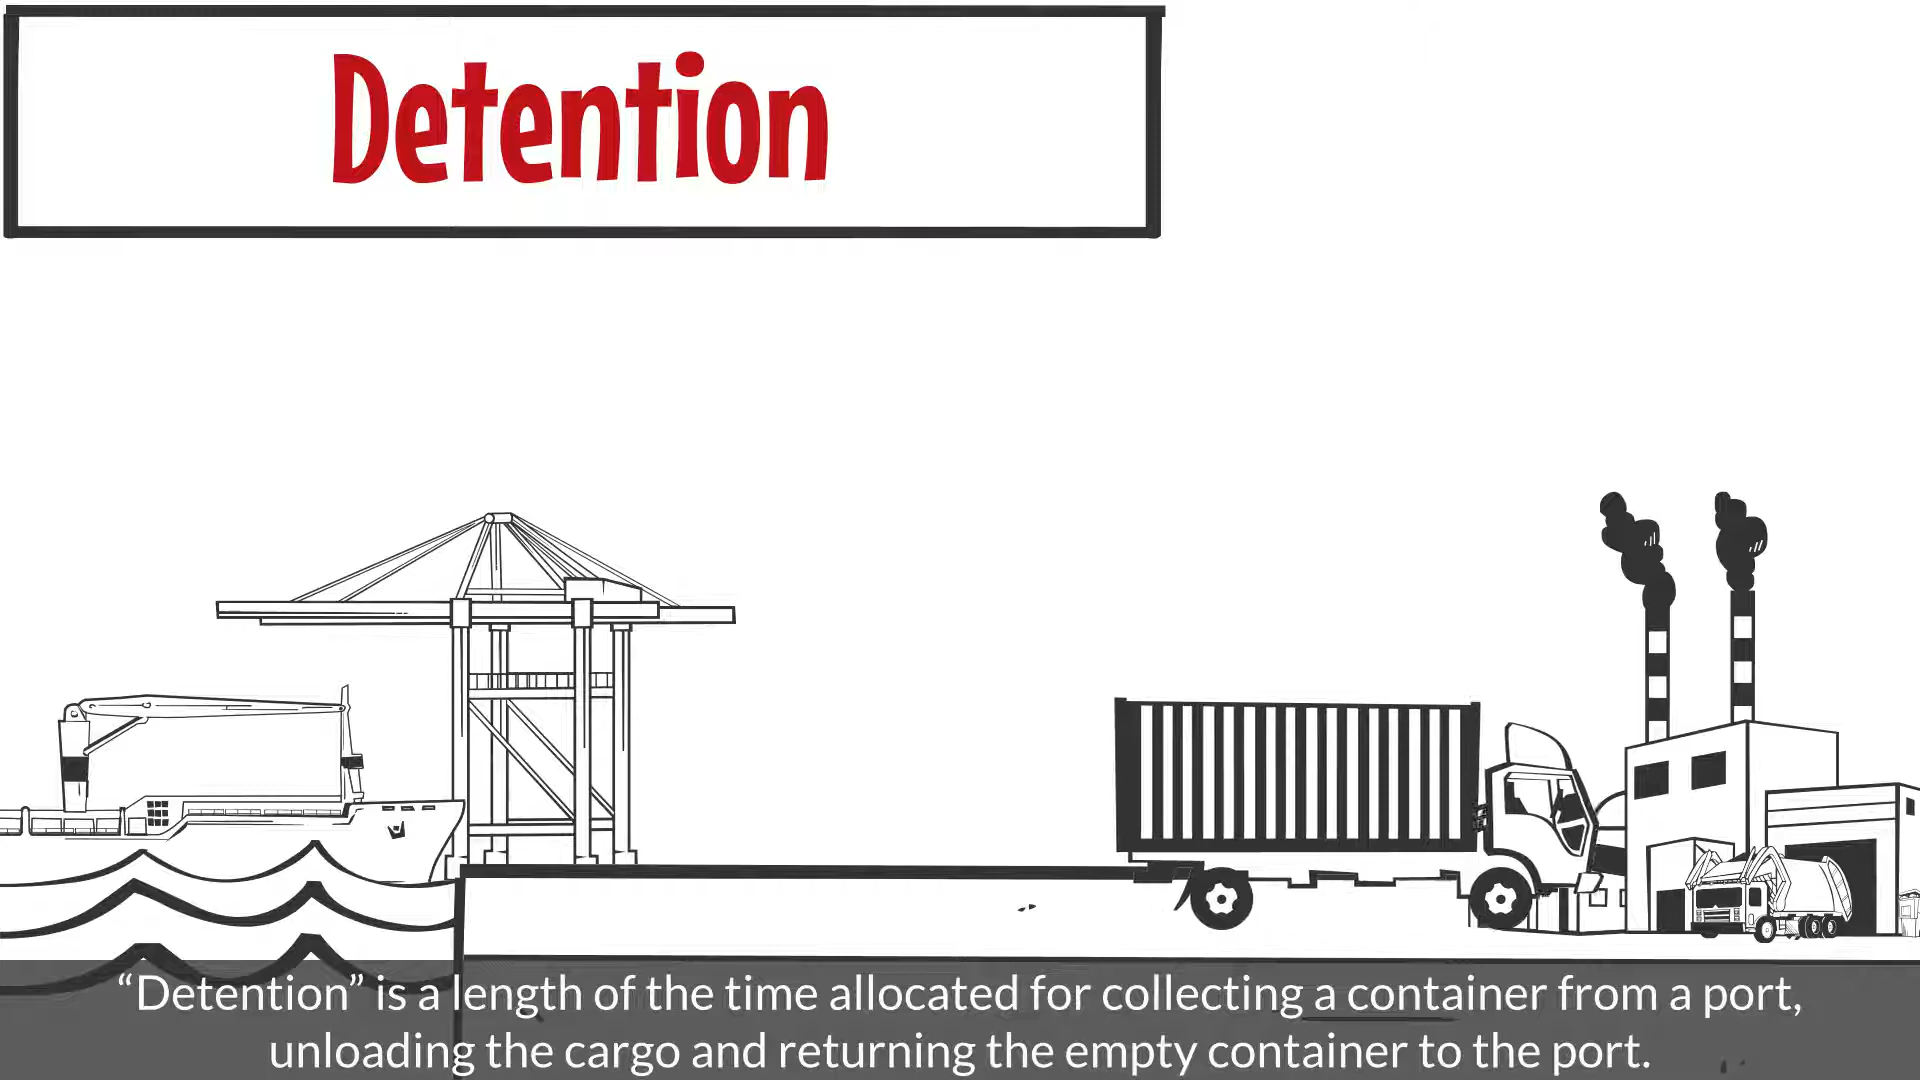 Detention
“Detention” is a length of the time allocated for collecting a container from a port,
unloading the cargo and returning the empty container to the port.